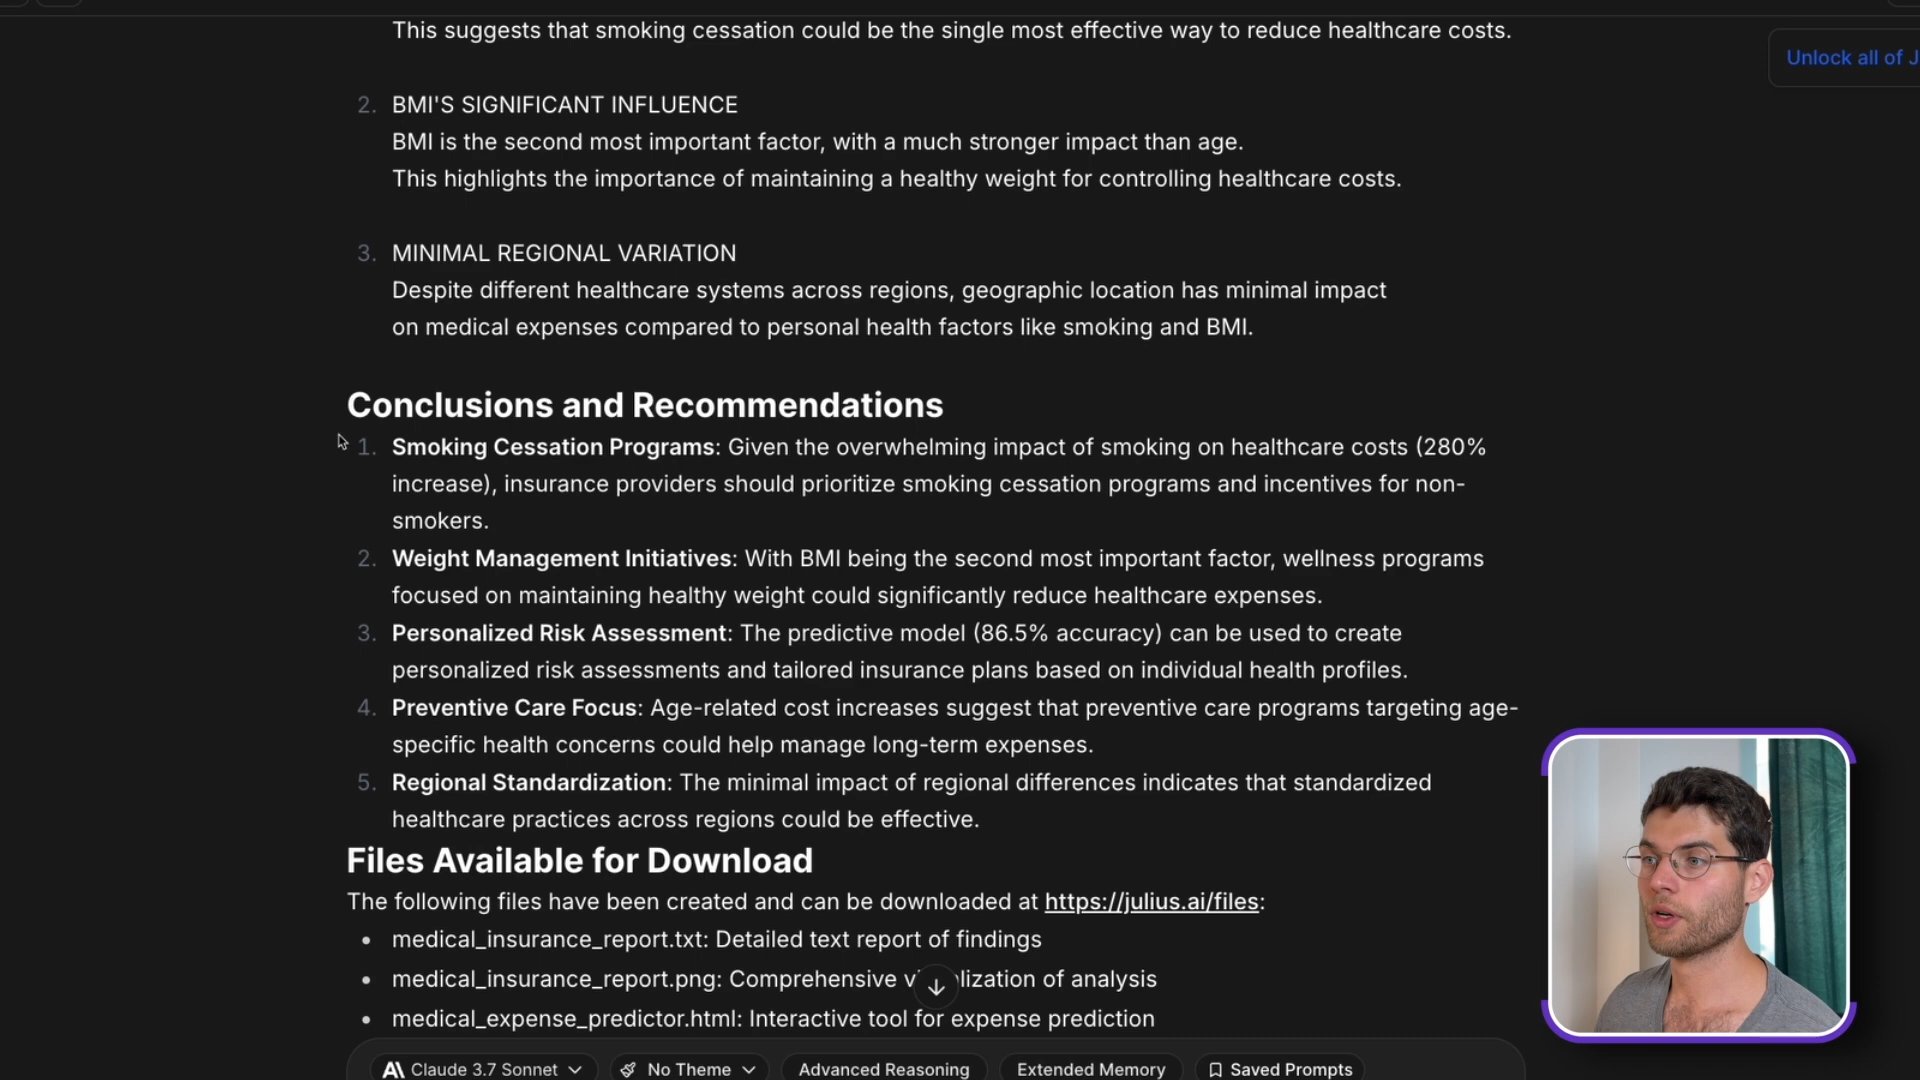 This suggests that smoking cessation could be the single most effective way to reduce healthcare costs.
Unlock all of J
2. BMI'S SIGNIFICANT INFLUENCE
BMI is the second most important factor, with a much stronger impact than age.
This highlights the importance of maintaining a healthy weight for controlling healthcare costs.
3. MINIMAL REGIONAL VARIATION
Despite different healthcare systems across regions, geographic location has minimal impact
on medical expenses compared to personal health factors like smoking and BMI.
Conclusions and Recommendations
1. Smoking Cessation Programs: Given the overwhelming impact of smoking on healthcare costs (280%
increase), insurance providers should prioritize smoking cessation programs and incentives for non-
smokers.
2. Weight Management Initiatives: With BMI being the second most important factor, wellness programs
focused on maintaining healthy weight could significantly reduce healthcare expenses.
3. Personalized Risk Assessment: The predictive model (86.5% accuracy) can be used to create
personalized risk assessments and tailored insurance plans based on individual health profiles.
4. Preventive Care Focus: Age-related cost increases suggest that preventive care programs targeting age-
specific health concerns could help manage long-term expenses.
5. Regional Standardization: The minimal impact of regional differences indicates that standardized
healthcare practices across regions could be effective.
Files Available for Download
The following files have been created and can be downloaded at https://julius.ai/files:
• medical_insurance_report.txt: Detailed text report of findings
• medical_insurance_report.png: Comprehensive of analysis
• medical_expense_predictor.html: Interactive tool for expense prediction
Claude 3.7 Sonnet No Theme Advanced Reasoning Extended Memory Saved Prompts